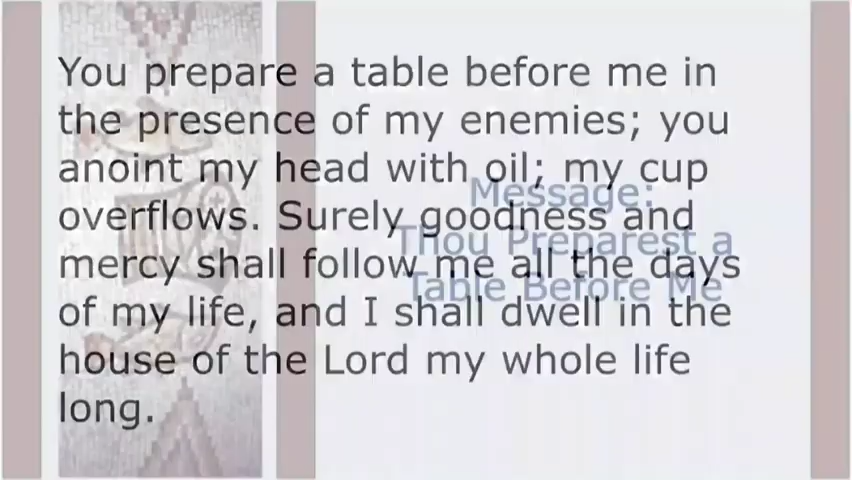 You prepare a table before me in
the presence of my enemies; you
anoint my head with oil; my cup
overflows. Surely goodness and
mercy shall follow me all the days
of my life, and I shall dwell in the
house of the Lord my whole life
long.
Message:
Thou Preparest a
Table Before Me